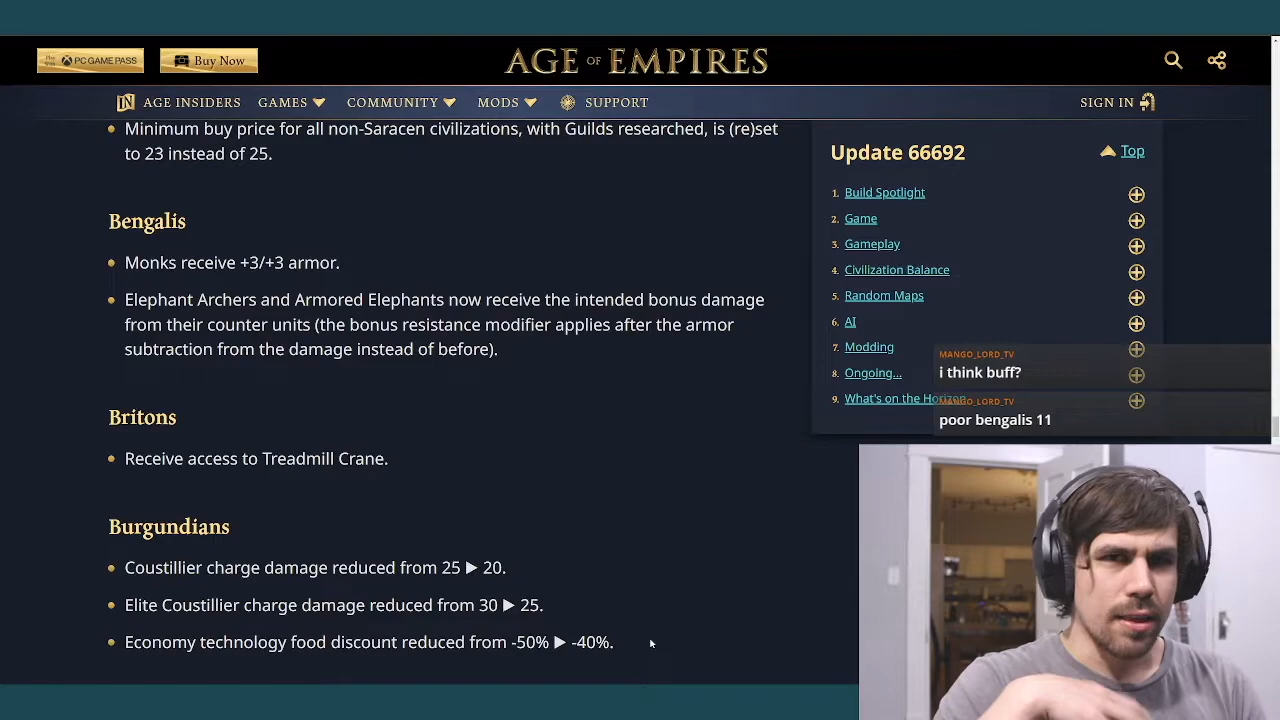 PC GAME PASS
Buy Now
AGE OF EMPIRES
AGE INSIDERS
GAMES
COMMUNITY
MODS
SUPPORT
SIGN IN
Minimum buy price for all non-Saracen civilizations, with Guilds researched, is (re)set
to 23 instead of 25.
Bengalis
Monks receive +3/+3 armor.
Elephant Archers and Armored Elephants now receive the intended bonus damage
from their counter units (the bonus resistance modifier applies after the armor
subtraction from the damage instead of before).
Britons
Receive access to Treadmill Crane.
Burgundians
Coustillier charge damage reduced from 25 ► 20.
Elite Coustillier charge damage reduced from 30 ► 25.
Economy technology food discount reduced from -50% ► -40%.
Update 66692
Top
1. Build Spotlight
2. Game
3. Gameplay
4. Civilization Balance
5. Random Maps
6. AI
7. Modding
8. Ongoing...
9. What's on the Horizon
MANGO_LORD_TV
i think buff?
MANGO_LORD_TV
poor bengalis 11